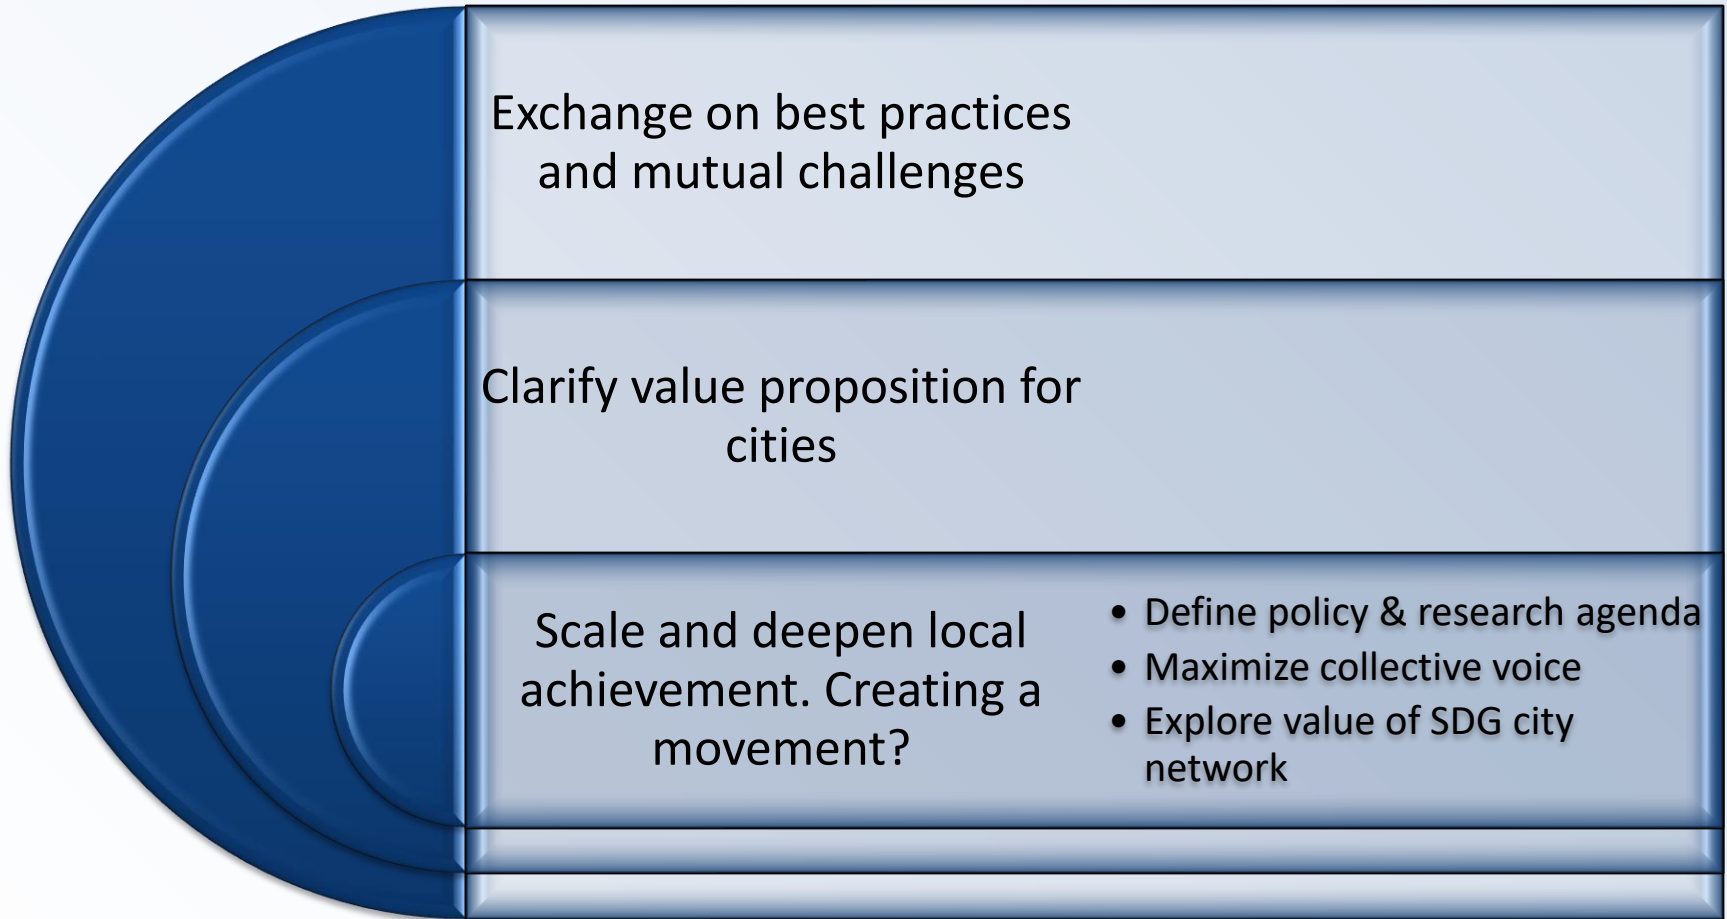 Exchange on best practices
and mutual challenges
Clarify value proposition for
cities
Scale and deepen local
achievement. Creating a
movement?
• Define policy & research agenda
• Maximize collective voice
• Explore value of SDG city
network